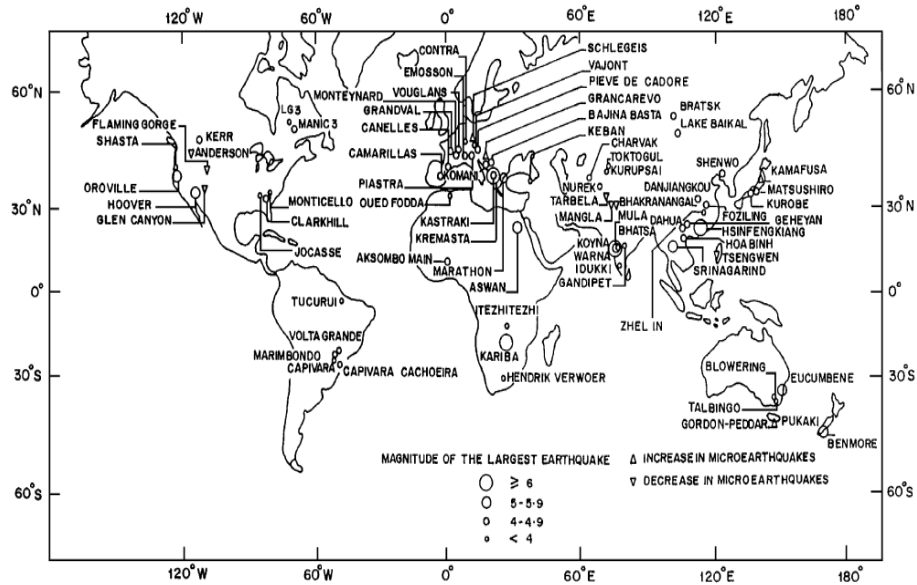 120°W 60°W 0° 60°E 120°E 180°
60°N
60°N
CONTRA
SCHLEGEIS
EMOSSON
VAJONT
VOUGLANS
PIEVE DE CADORE
MONTEYNARD
GRANCAREVO
GRANDVAL
BAJINA BASTA
CANELLES
KEBAN
LG3
MANIC 3
BRATSK
LAKE BAIKAL
FLAMING GORGE
KERR
SHASTA
ANDERSON
CHARVAK
TOKTOGUL
KURUPSAI
CAMARILLAS
KOMANI
SHENWO
KAMAFUSA
PIASTRA
NUREK
DANJIANGKOU
MATSUSHIRO
OROVILLE
OUED FODDA
TARBELA
BHAKRANANGAL
KUROBE
30°N
30°N
HOOVER
MONTICELLO
KASTRAKI
MANGLA
MULA
DAHUA
FOZILING
GEHEYAN
GLEN CANYON
CLARKHILL
KREMASTA
BHATSA
HSINFENGKIANG
JOCASSE
KOYNA
HOA BINH
AKSOMBO MAIN
MARATHON
WARNA
TSENGWEN
IDUKKI
SRINAGARIND
ASWAN
GANDIPET
0°
0°
TUCURUI
ITEZHITEZHI
ZHEL IN
VOLTA GRANDE
MARIMBONDO
KARIBA
CAPIVARA
CAPIVARA CACHOEIRA
HENDRIK VERWOER
30°S
30°S
BLOWERING
EUCUMBENE
TALBINGO
GORDON-PEDDAR
PUKAKI
BENMORE
MAGNITUDE OF THE LARGEST EARTHQUAKE
≥ 6
5-5.9
4-4.9
< 4
△ INCREASE IN MICROEARTHQUAKES
▽ DECREASE IN MICROEARTHQUAKES
60°S
60°S
120°W 60°W 0° 60°E 120°E 180°